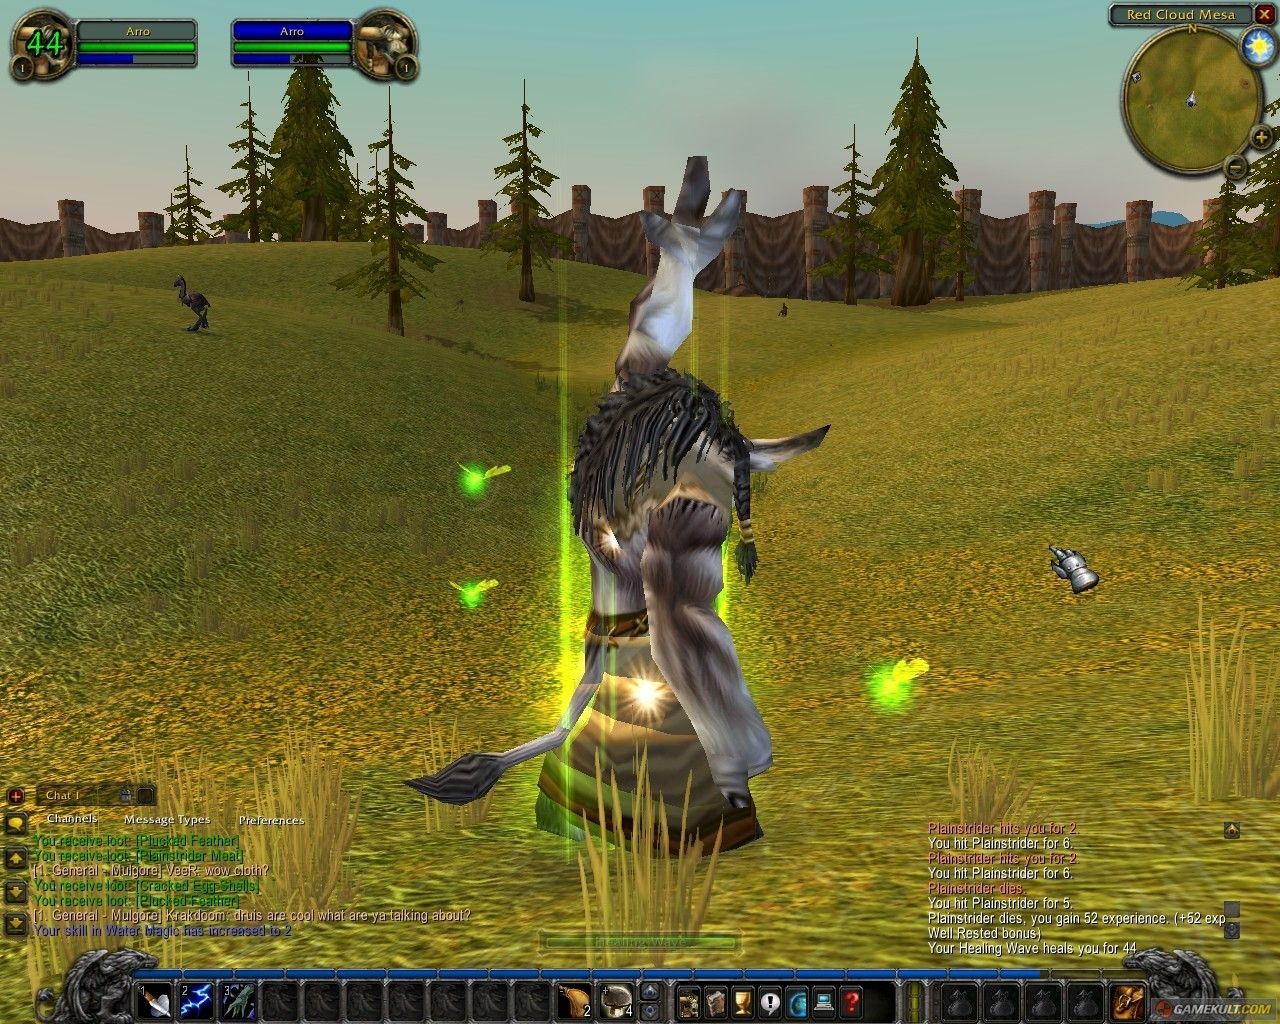 44
Arro
1
Arro
1
Red Cloud Mesa
N
Chat 1
Channels Message Types Preferences
You receive loot: [Plucked Feather]
You receive loot: [Plainstrider Meat]
[1. General - Mulgore] VeeR: wow cloth?
You receive loot: [Cracked Egg Shells]
You receive loot: [Plucked Feather]
[1. General - Mulgore] Krakdoom: druis are cool what are ya talking about?
Your skill in Water Magic has increased to 2
Plainstrider hits you for 2.
You hit Plainstrider for 6.
Plainstrider hits you for 2.
You hit Plainstrider for 6.
Plainstrider dies.
You hit Plainstrider for 5.
Plainstrider dies, you gain 52 experience. (+52 exp
Well Rested bonus)
Your Healing Wave heals you for 44
Healing Wave
1 2 3 2 4
GAMEKULT.COM